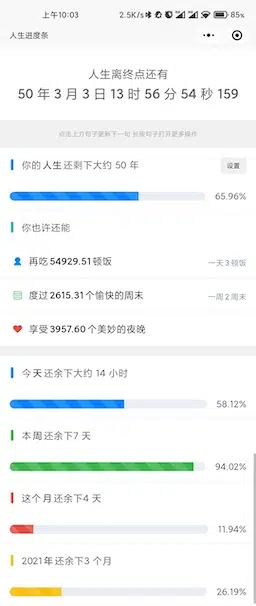 上午10:03 2.5K/s 85%
人生进度条
人生离终点还有
50 年 3 月 3 日 13 时 56 分 54 秒 159
点击上方句子更新下一句 长按句子打开更多操作
你的人生还剩下大约 50 年 设置
65.96%
你也许还能
再吃 54929.51 顿饭 一天 3 顿饭
度过 2615.31 个愉快的周末 一周 2 周末
享受 3957.60 个美妙的夜晚
今天还余下大约 14 小时
58.12%
本周还余下7 天
94.02%
这个月还余下4 天
11.94%
2021年还余下3 个月
26.19%